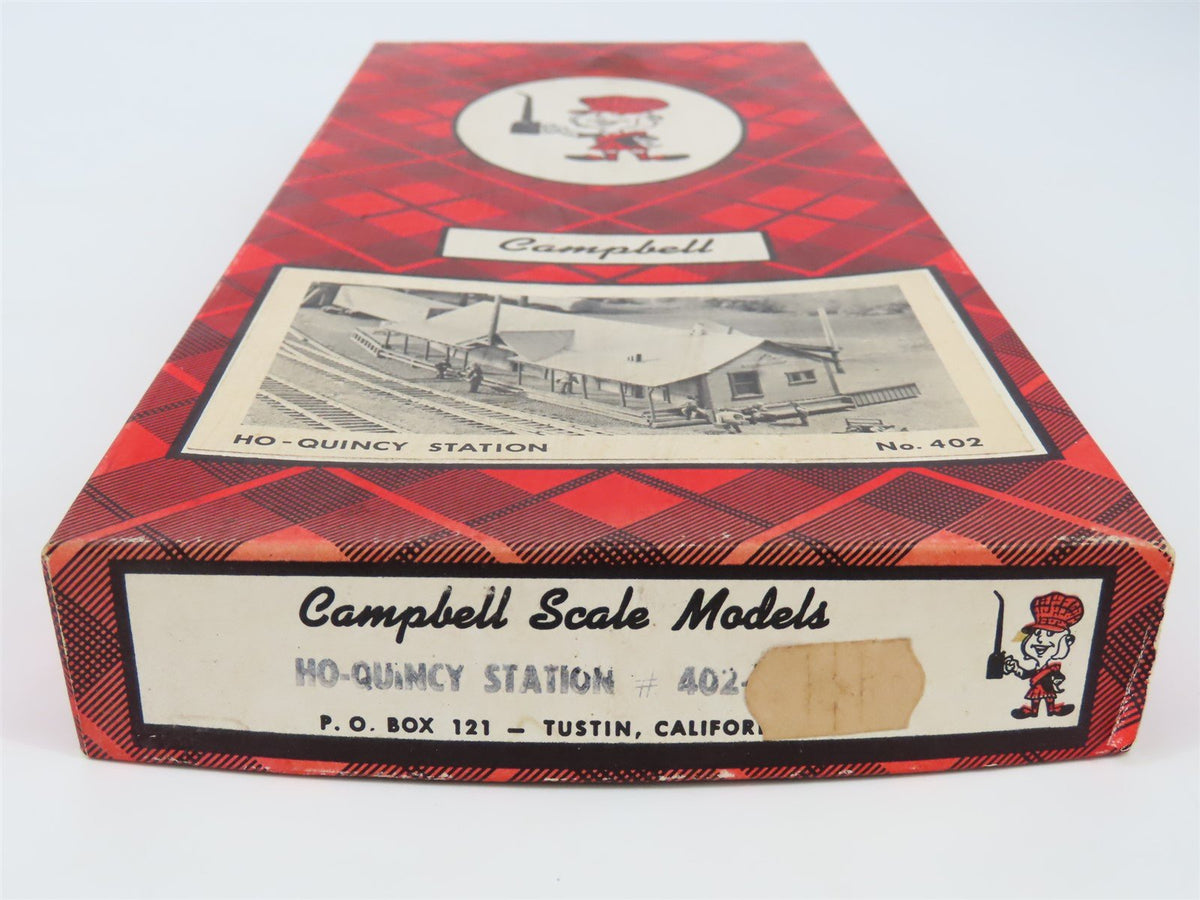 Campbell
HO-QUINCY STATION
No. 402
Campbell Scale Models
HO-QUINCY STATION # 402-
P. O. BOX 121 – TUSTIN, CALIFOR